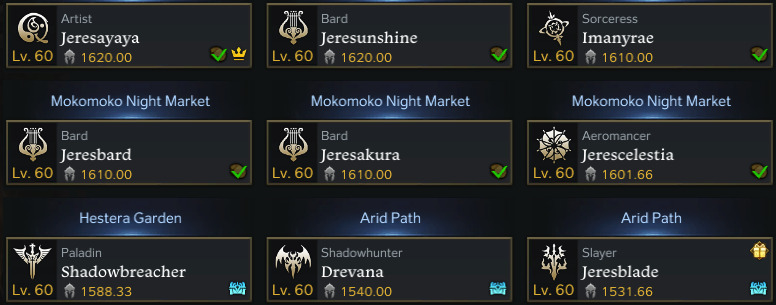 Artist Bard Sorceress
Jeresayaya Jeresunshine Imanyrae
Lv. 60 1620.00 Lv. 60 1620.00 Lv. 60 1610.00
Mokomoko Night Market Mokomoko Night Market Mokomoko Night Market
Bard Bard Aeromancer
Jeresbard Jeresakura Jerescelestia
Lv. 60 1610.00 Lv. 60 1610.00 Lv. 60 1601.66
Hestera Garden Arid Path Arid Path
Paladin Shadowhunter Slayer
Shadowbreacher Drevana Jeresblade
Lv. 60 1588.33 Lv. 60 1540.00 Lv. 60 1531.66